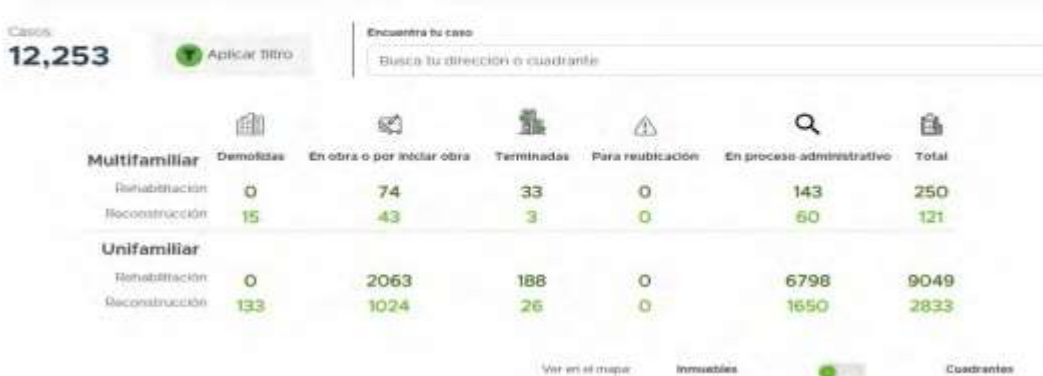 Casos
12,253
Aplicar filtro
Encuentra tu caso
Busca tu dirección o cuadrante
Multifamiliar Demolidas En obra o por iniciar obra Terminadas Para reubicación En proceso administrativo Total
Rehabilitación 0 74 33 0 143 250
Reconstrucción 15 43 3 0 60 121
Unifamiliar
Rehabilitación 0 2063 188 0 6798 9049
Reconstrucción 133 1024 26 0 1650 2833
Ver en el mapa: Inmuebles Cuadrantes